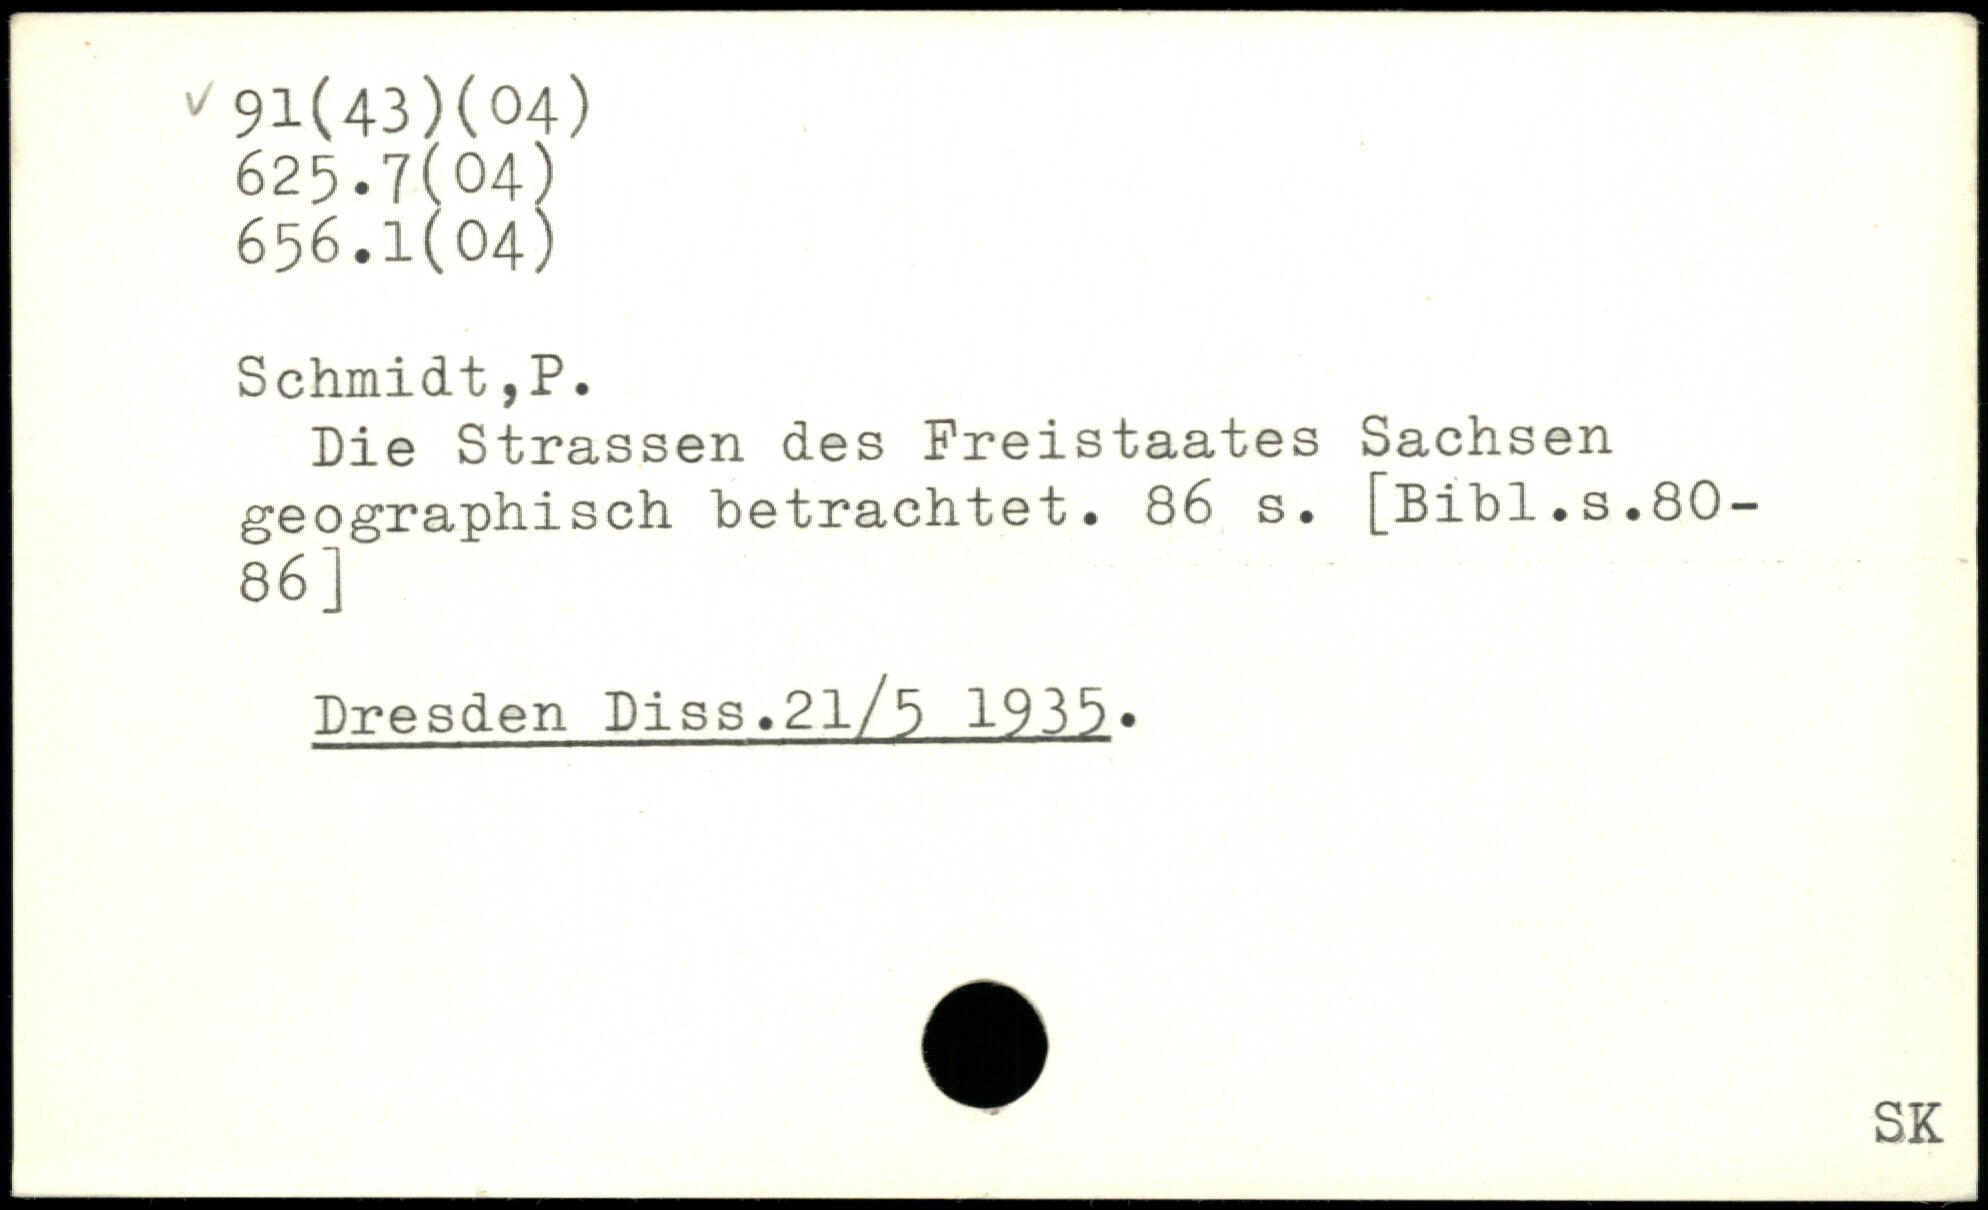 ✓ 91(43)(04)
625.7(04)
656.1(04)
Schmidt,P.
Die Strassen des Freistaates Sachsen
geographisch betrachtet. 86 s. [Bibl.s.80-
86]
Dresden Diss.21/5 1935.
SK